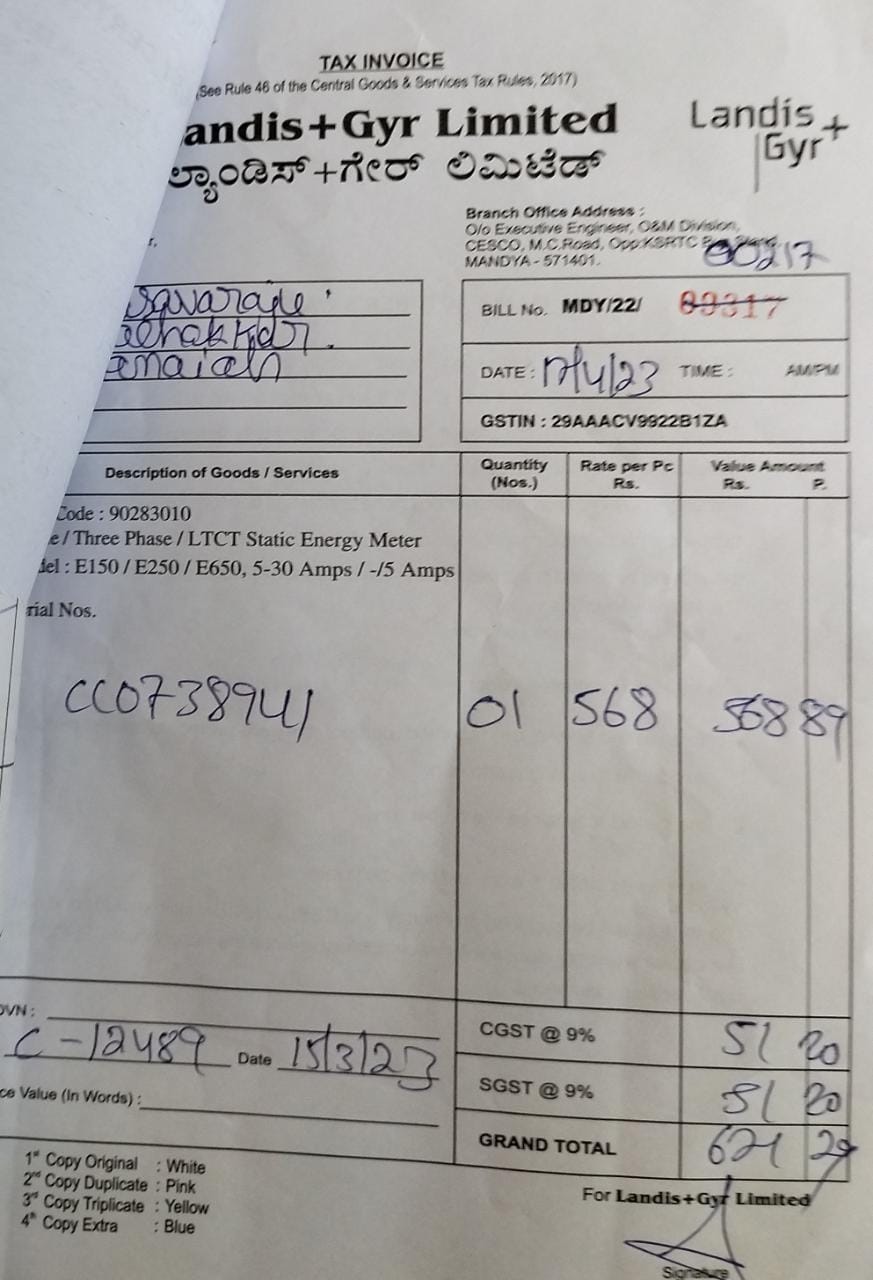 TAX INVOICE
(See Rule 46 of the Central Goods & Services Tax Rules, 2017)
andis+Gyr Limited
ಲ್ಯಾಂಡಿಸ್+ಗೇರ್ ಲಿಮಿಟೆಡ್
Landis
Gyr+
Branch Office Address :
O/o Executive Engineer, O&M Division,
CESCO, M.C.Road, Opp:KSRTC Bus Stand,
MANDYA - 571401.
00217
r,
BILL No. MDY/22/ 09317
DATE : 12/4/23 TIME : AM/PM
GSTIN : 29AAACV9922B1ZA
Description of Goods / Services
Quantity (Nos.)
Rate per Pc Rs.
Value Amount Rs. P.
Code : 90283010
e / Three Phase / LTCT Static Energy Meter
del : E150 / E250 / E650, 5-30 Amps / -/5 Amps
rial Nos.
CC0738941 01 568 568 89
OVN :
C-12489 Date 15/3/23
ce Value (In Words) :
CGST @ 9% 51 20
SGST @ 9% 51 20
GRAND TOTAL 671 29
1st Copy Original : White
2nd Copy Duplicate : Pink
3rd Copy Triplicate : Yellow
4th Copy Extra : Blue
For Landis+Gyr Limited
Signature